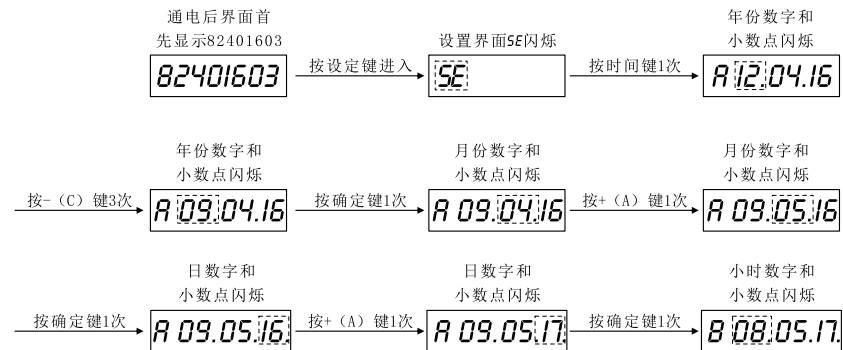 通电后界面首
先显示82401603
82401603
按设定键进入
设置界面SE闪烁
SE
按时间键1次
年份数字和
小数点闪烁
A 12.04.16
按-（C）键3次
年份数字和
小数点闪烁
A 09.04.16
按确定键1次
月份数字和
小数点闪烁
A 09.04.16
按+（A）键1次
月份数字和
小数点闪烁
A 09.05.16
按确定键1次
日数字和
小数点闪烁
A 09.05.16.
按+（A）键1次
日数字和
小数点闪烁
A 09.05.17.
按确定键1次
小时数字和
小数点闪烁
B 08.05.17.